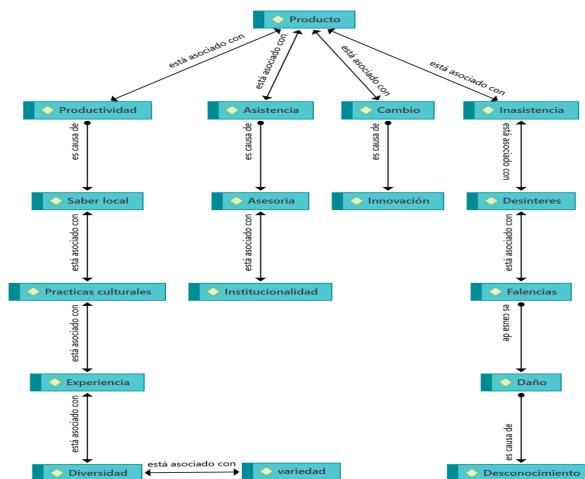 Producto
está asociado con
está asociado con
está asociado con
está asociado con
Productividad
Asistencia
Cambio
Inasistencia
es causa de
es causa de
es causa de
está asociado con
Saber local
Asesoria
Innovación
Desinteres
está asociado con
está asociado con
está asociado con
Practicas culturales
Institucionalidad
Falencias
está asociado con
es causa de
Experiencia
Daño
está asociado con
es causa de
Diversidad
está asociado con
variedad
Desconocimiento